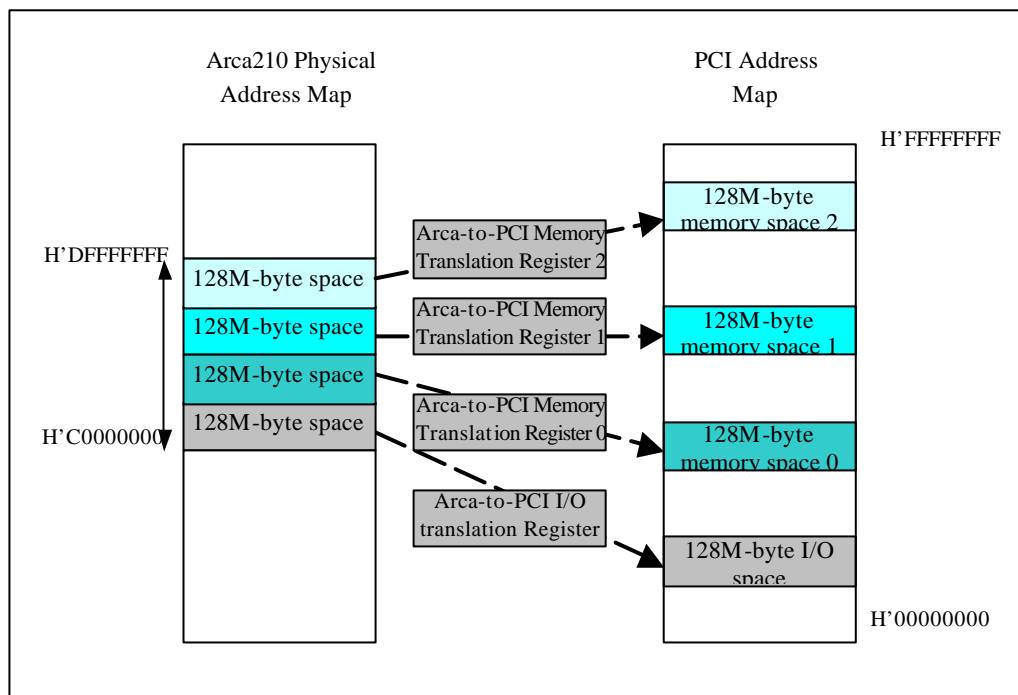 Arca210 Physical
Address Map
PCI Address
Map
H’FFFFFFFF
128M-byte
memory space 2
Arca-to-PCI Memory
Translation Register 2
H’DFFFFFFF
128M-byte space
128M-byte space
Arca-to-PCI Memory
Translation Register 1
128M-byte
memory space 1
128M-byte space
Arca-to-PCI Memory
Translation Register 0
H’C0000000
128M-byte space
128M-byte
memory space 0
Arca-to-PCI I/O
translation Register
128M-byte I/O
space
H’00000000